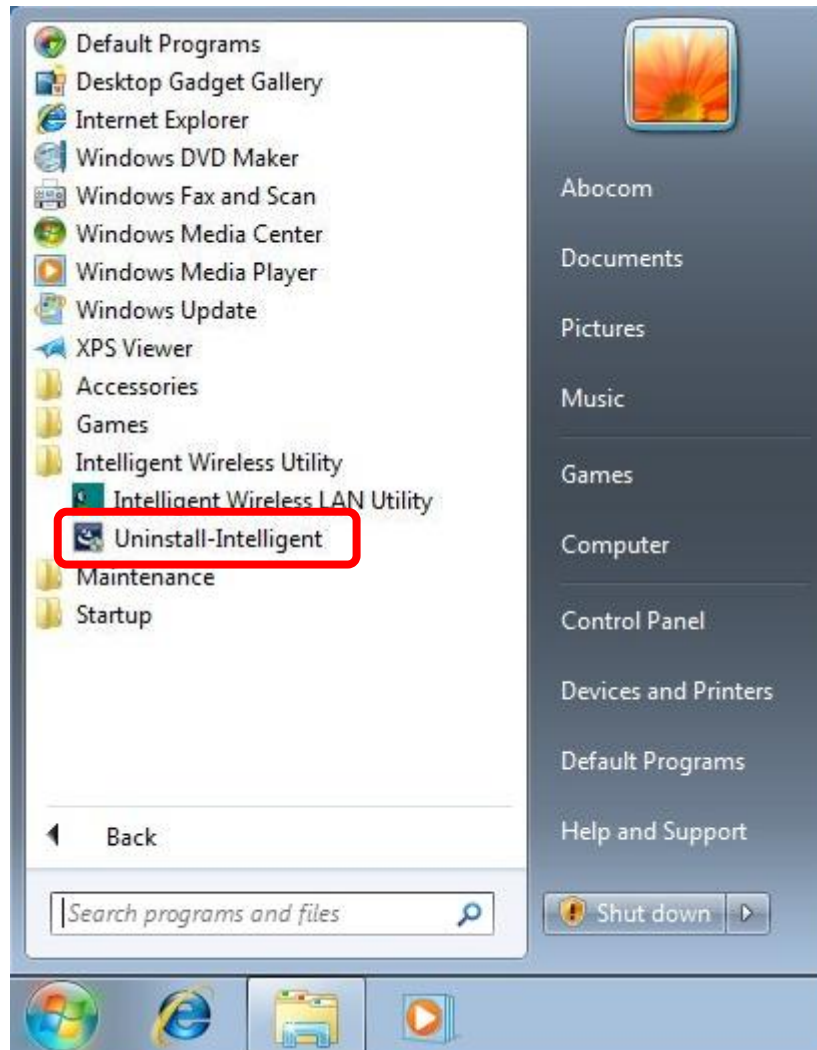 Default Programs
Desktop Gadget Gallery
Internet Explorer
Windows DVD Maker
Windows Fax and Scan
Windows Media Center
Windows Media Player
Windows Update
XPS Viewer
Accessories
Games
Intelligent Wireless Utility
Intelligent Wireless LAN Utility
Uninstall-Intelligent
Maintenance
Startup
Back
Search programs and files
Abocom
Documents
Pictures
Music
Games
Computer
Control Panel
Devices and Printers
Default Programs
Help and Support
Shut down